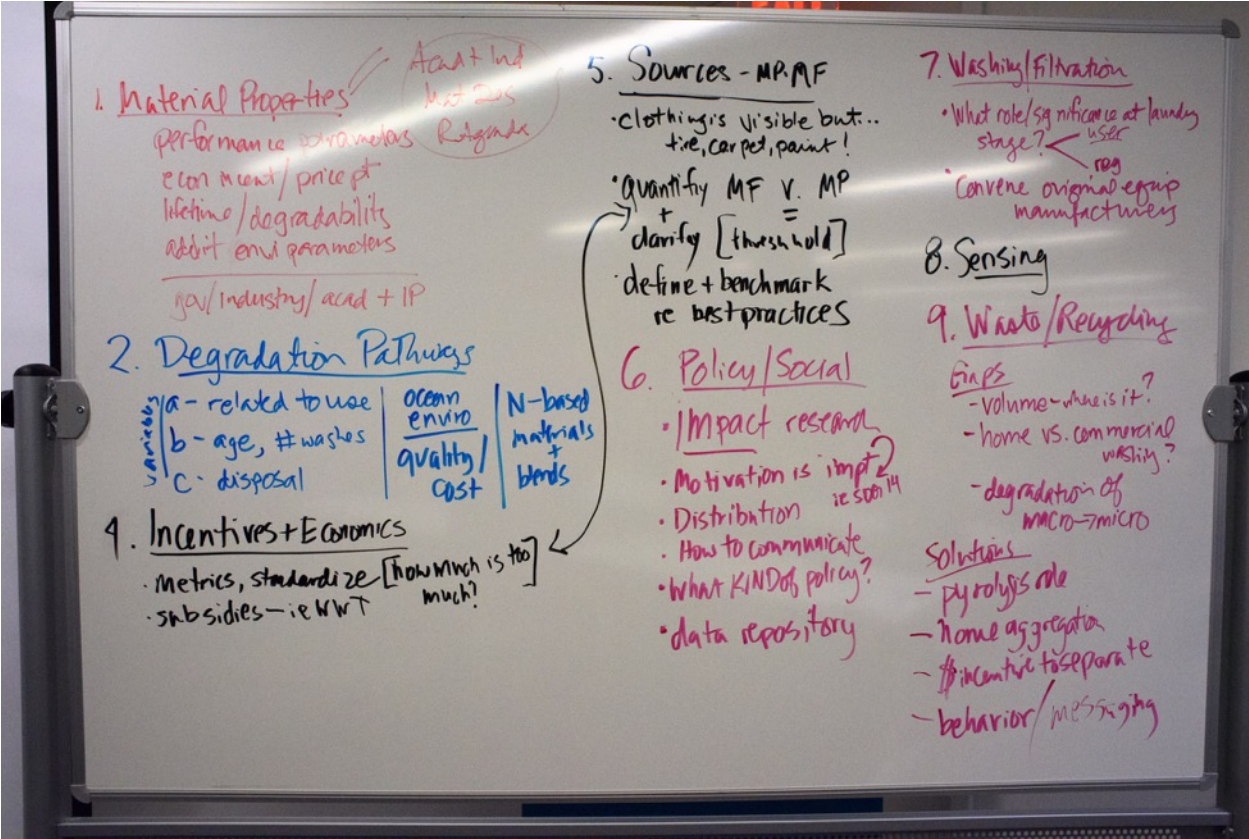 1. Material Properties
Acad + Ind
Mat
performance parameters
econ / price pt
lifetime/degradability
addit envi parameters
gov/industry/acad + IP
2. Degradation Pathways
variables
a - related to use
b - age, # washes
c - disposal
ocean
enviro
quality/
cost
N-based
materials
+
blends
4. Incentives + Economics
· metrics, standardize [how much is too
much?]
· subsidies - ie WWT
5. Sources - MP, MF
· clothing is visible but...
tire, carpet, paint!
· quantifiy MF v. MP
+
clarify [threshhold]
· define + benchmark
re best practices
6. Policy/Social
· Impact research
· Motivation is impt
ie
· Distribution
· How to communicate
· What KIND of policy?
· data repository
7. Washing/Filtration
· What role/significance at laundry
stage?
user
reg
· Convene original equip
manufacturers
8. Sensing
9. Waste/Recycling
Gaps
- volume - where is it?
- home vs. commercial
washing?
- degradation of
macro → micro
Solutions
- pyrolysis role
- home aggregation
- $ incentive to separate
- behavior/messaging